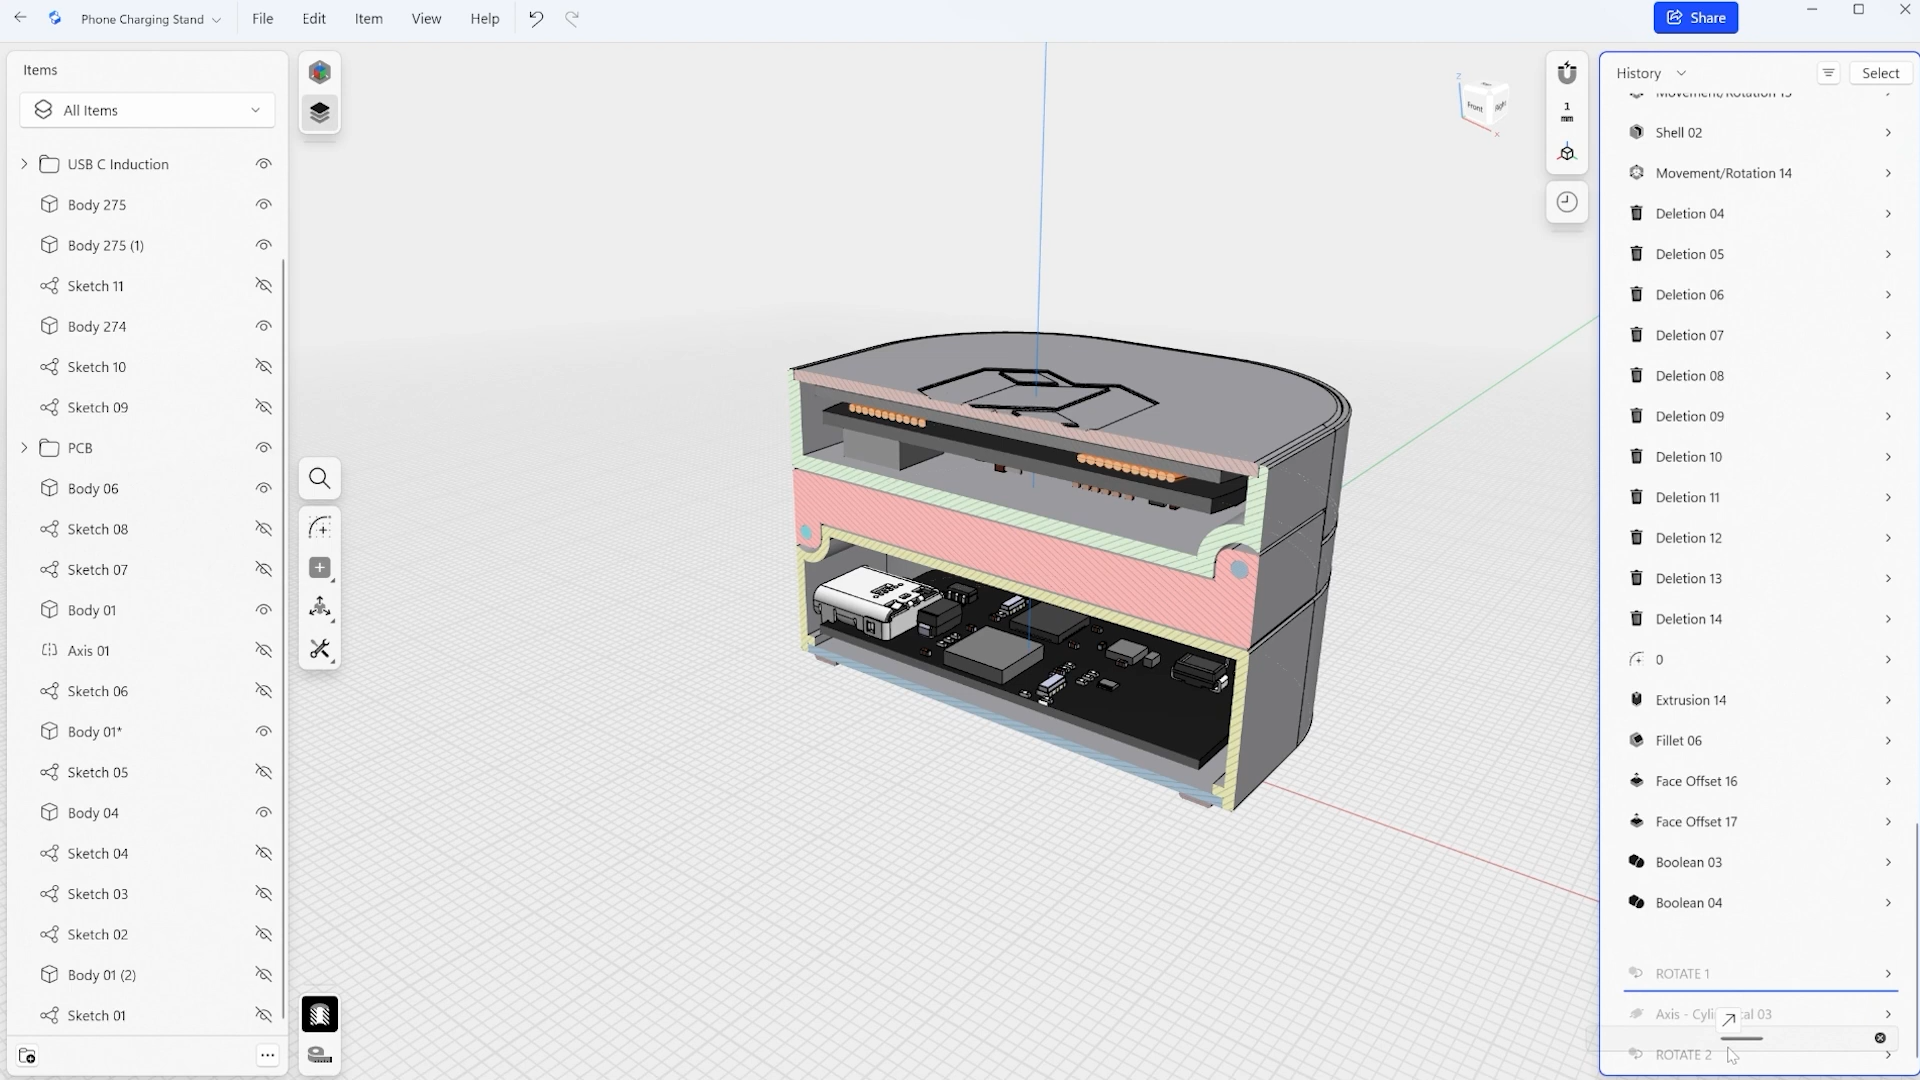 Phone Charging Stand
File
Edit
Item
View
Help
Share
Items
All Items
USB C Induction
Body 275
Body 275 (1)
Sketch 11
Body 274
Sketch 10
Sketch 09
PCB
Body 06
Sketch 08
Sketch 07
Body 01
Axis 01
Sketch 06
Body 01*
Sketch 05
Body 04
Sketch 04
Sketch 03
Sketch 02
Body 01 (2)
Sketch 01
Z
Front
Right
X
1
mm
History
Select
Shell 02
Movement/Rotation 14
Deletion 04
Deletion 05
Deletion 06
Deletion 07
Deletion 08
Deletion 09
Deletion 10
Deletion 11
Deletion 12
Deletion 13
Deletion 14
0
Extrusion 14
Fillet 06
Face Offset 16
Face Offset 17
Boolean 03
Boolean 04
ROTATE 1
Axis - 03
ROTATE 2